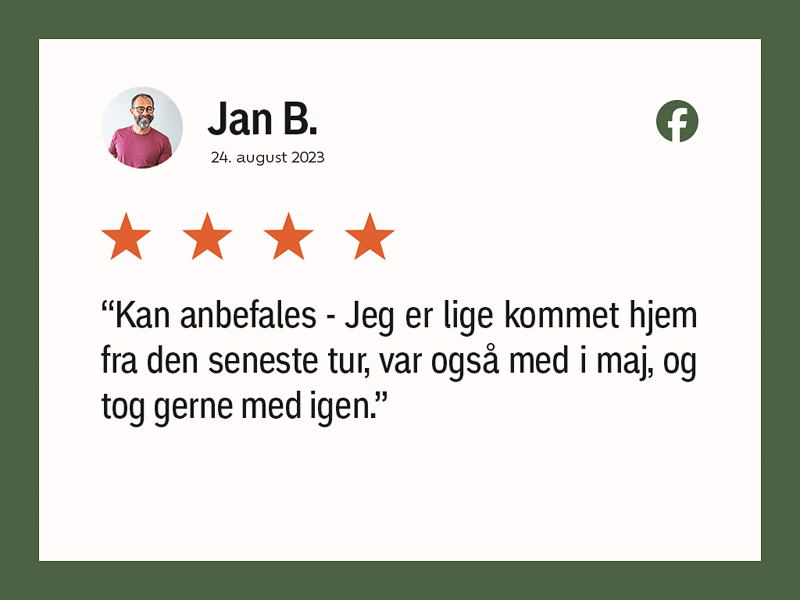 Jan B.
24. august 2023
“Kan anbefales - Jeg er lige kommet hjem
fra den seneste tur, var også med i maj, og
tog gerne med igen.”